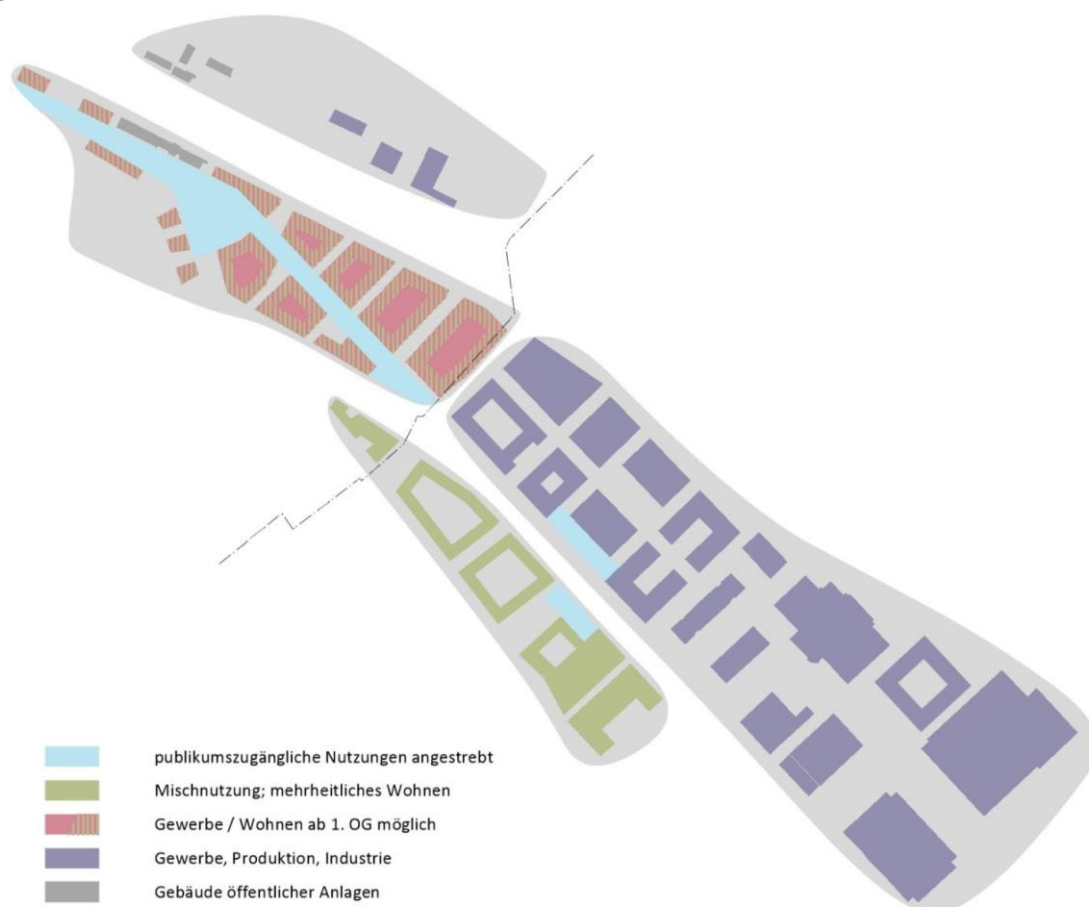 publikumszugängliche Nutzungen angestrebt
Mischnutzung; mehrheitliches Wohnen
Gewerbe / Wohnen ab 1. OG möglich
Gewerbe, Produktion, Industrie
Gebäude öffentlicher Anlagen